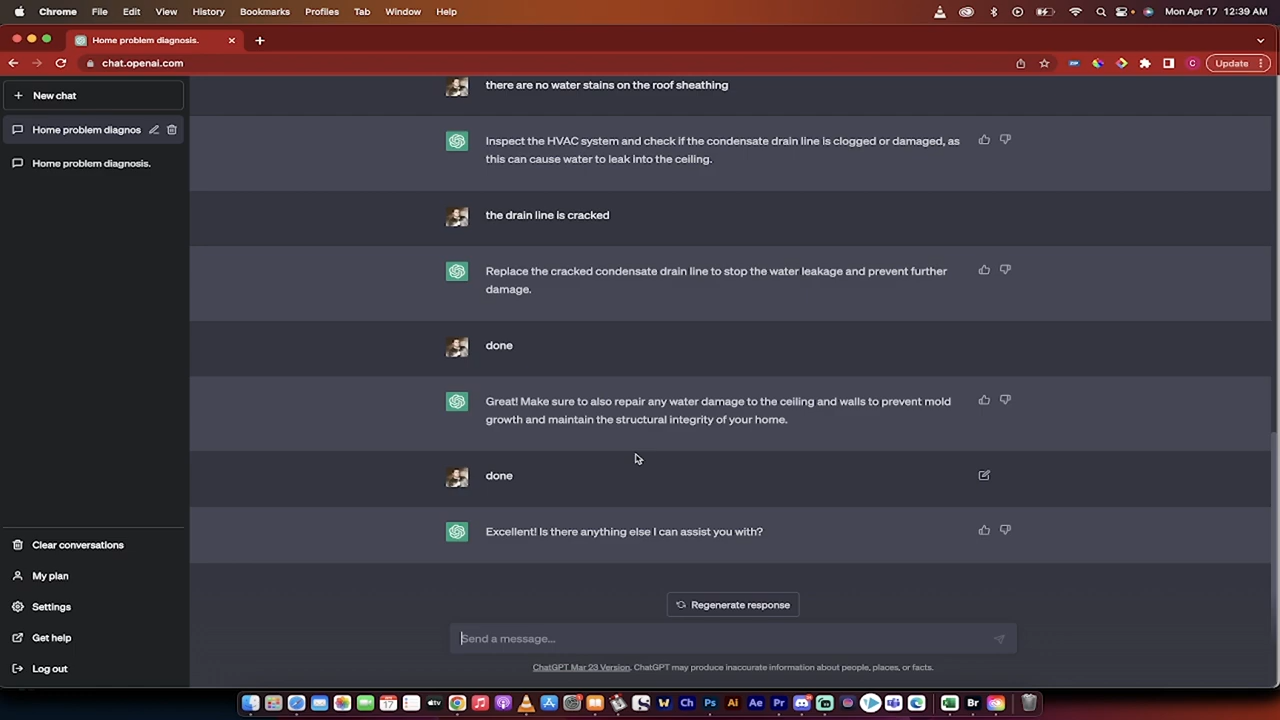 Chrome File Edit View History Bookmarks Profiles Tab Window Help Mon Apr 17 12:39 AM
Home problem diagnosis.
chat.openai.com Update
New chat
Home problem diagnos
Home problem diagnosis.
there are no water stains on the roof sheathing
Inspect the HVAC system and check if the condensate drain line is clogged or damaged, as
this can cause water to leak into the ceiling.
the drain line is cracked
Replace the cracked condensate drain line to stop the water leakage and prevent further
damage.
done
Great! Make sure to also repair any water damage to the ceiling and walls to prevent mold
growth and maintain the structural integrity of your home.
done
Excellent! Is there anything else I can assist you with?
Clear conversations
My plan
Settings
Get help
Log out
Regenerate response
Send a message...
ChatGPT Mar 23 Version. ChatGPT may produce inaccurate information about people, places, or facts.